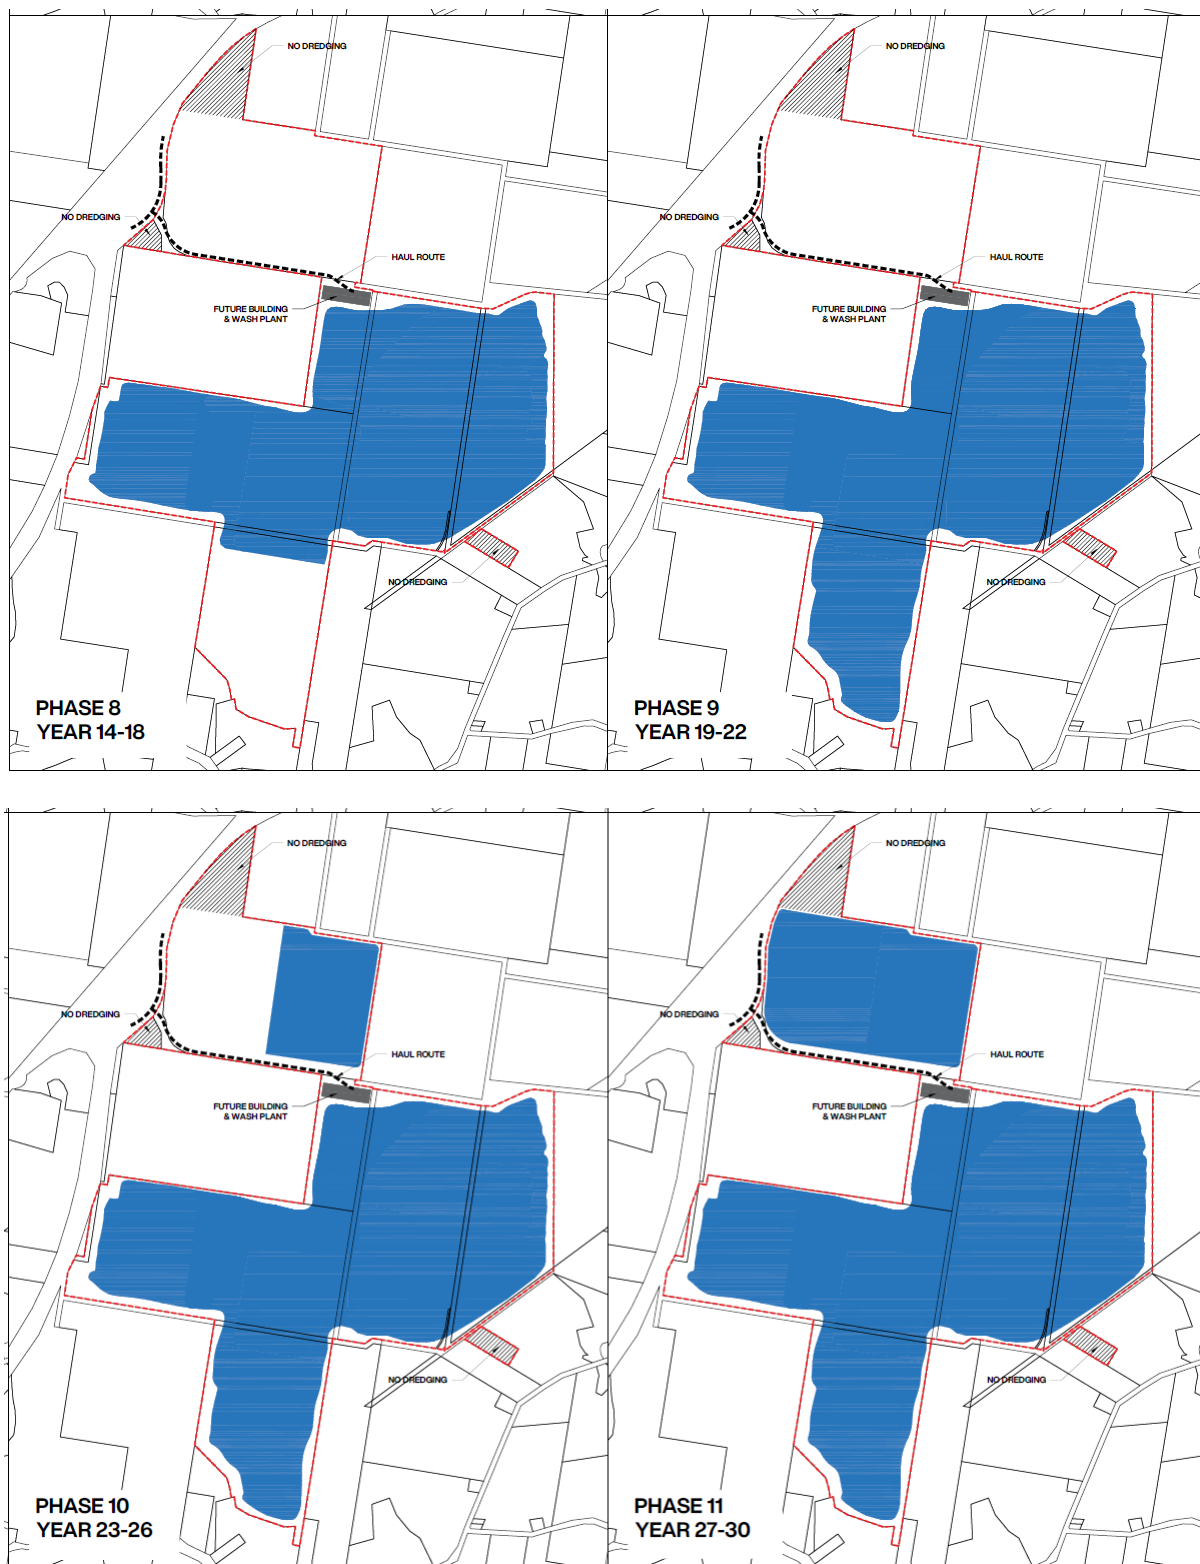 NO DREDGING
NO DREDGING
HAUL ROUTE
FUTURE BUILDING
& WASH PLANT
NO DREDGING
PHASE 8
YEAR 14-18
NO DREDGING
NO DREDGING
HAUL ROUTE
FUTURE BUILDING
& WASH PLANT
NO DREDGING
PHASE 9
YEAR 19-22
NO DREDGING
NO DREDGING
HAUL ROUTE
FUTURE BUILDING
& WASH PLANT
NO DREDGING
PHASE 10
YEAR 23-26
NO DREDGING
NO DREDGING
HAUL ROUTE
FUTURE BUILDING
& WASH PLANT
NO DREDGING
PHASE 11
YEAR 27-30